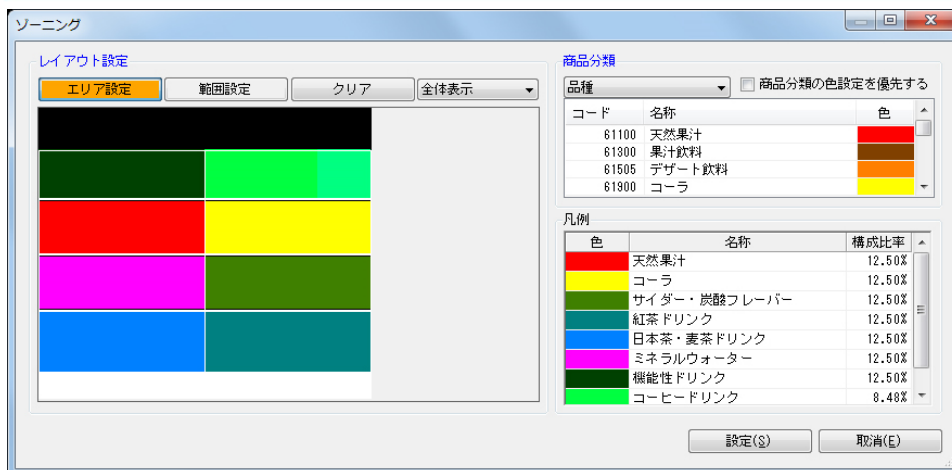 ゾーニング
レイアウト設定
エリア設定 範囲設定 クリア 全体表示
商品分類
品種 商品分類の色設定を優先する
コード 名称 色
61100 天然果汁
61300 果汁飲料
61505 デザート飲料
61900 コーラ
凡例
色 名称 構成比率
天然果汁 12.50%
コーラ 12.50%
サイダー・炭酸フレーバー 12.50%
紅茶ドリンク 12.50%
日本茶・麦茶ドリンク 12.50%
ミネラルウォーター 12.50%
機能性ドリンク 12.50%
コーヒードリンク 8.48%
設定(S) 取消(E)